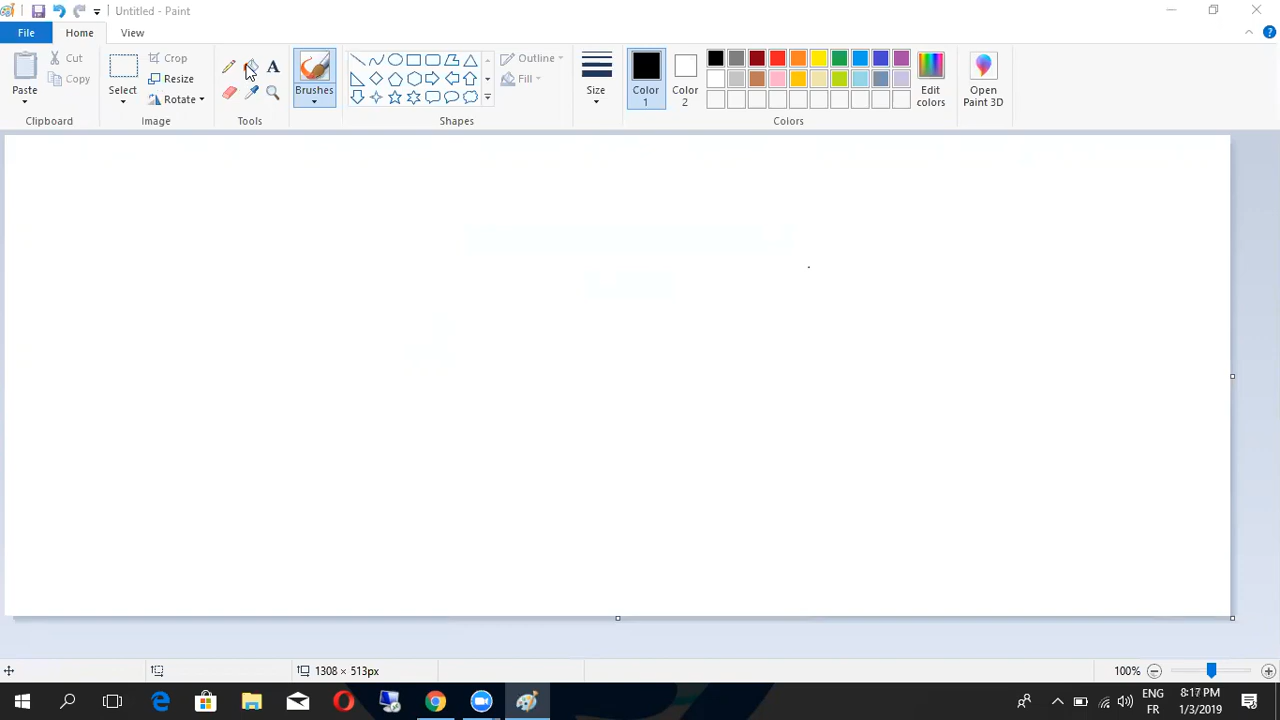 Untitled - Paint
File
Home
View
Paste
Cut
Copy
Clipboard
Select
Crop
Resize
Rotate
Image
A
Tools
Brushes
Outline
Fill
Shapes
Size
Color
1
Color
2
Edit
colors
Colors
Open
Paint 3D
1308 × 513px
100%
ENG
FR
8:17 PM
1/3/2019